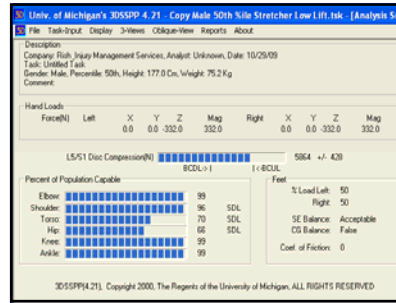 Univ. of Michigan's 3DSSPP 4.21 - Copy Male 50th %ile Stretcher Low Lift.tsk - [Analysis S
File Task-Input Display 3-Views Oblique-View Reports About
Description
Company: Risk_Injury Management Services, Analyst: Unknown, Date: 10/29/09
Task: Untitled Task
Gender: Male, Percentile: 50th, Height: 177.0 Cm, Weight: 75.2 Kg
Comment:
Hand Loads
Force(N) Left X Y Z Mag Right X Y Z Mag
0.0 0.0 -332.0 332.0 0.0 0.0 -332.0 332.0
L5/S1 Disc Compression(N) 5864 +/- 428
BCDL->| |<-BCUL
Percent of Population Capable
Elbow: 99
Shoulder: 96 SDL
Torso: 70 SDL
Hip: 66 SDL
Knee: 99
Ankle: 99
Feet
% Load Left: 50
Right: 50
SE Balance: Acceptable
CG Balance: False
Coef. of Friction: 0
3DSSPP(4.21), Copyright 2000, The Regents of the University of Michigan, ALL RIGHTS RESERVED